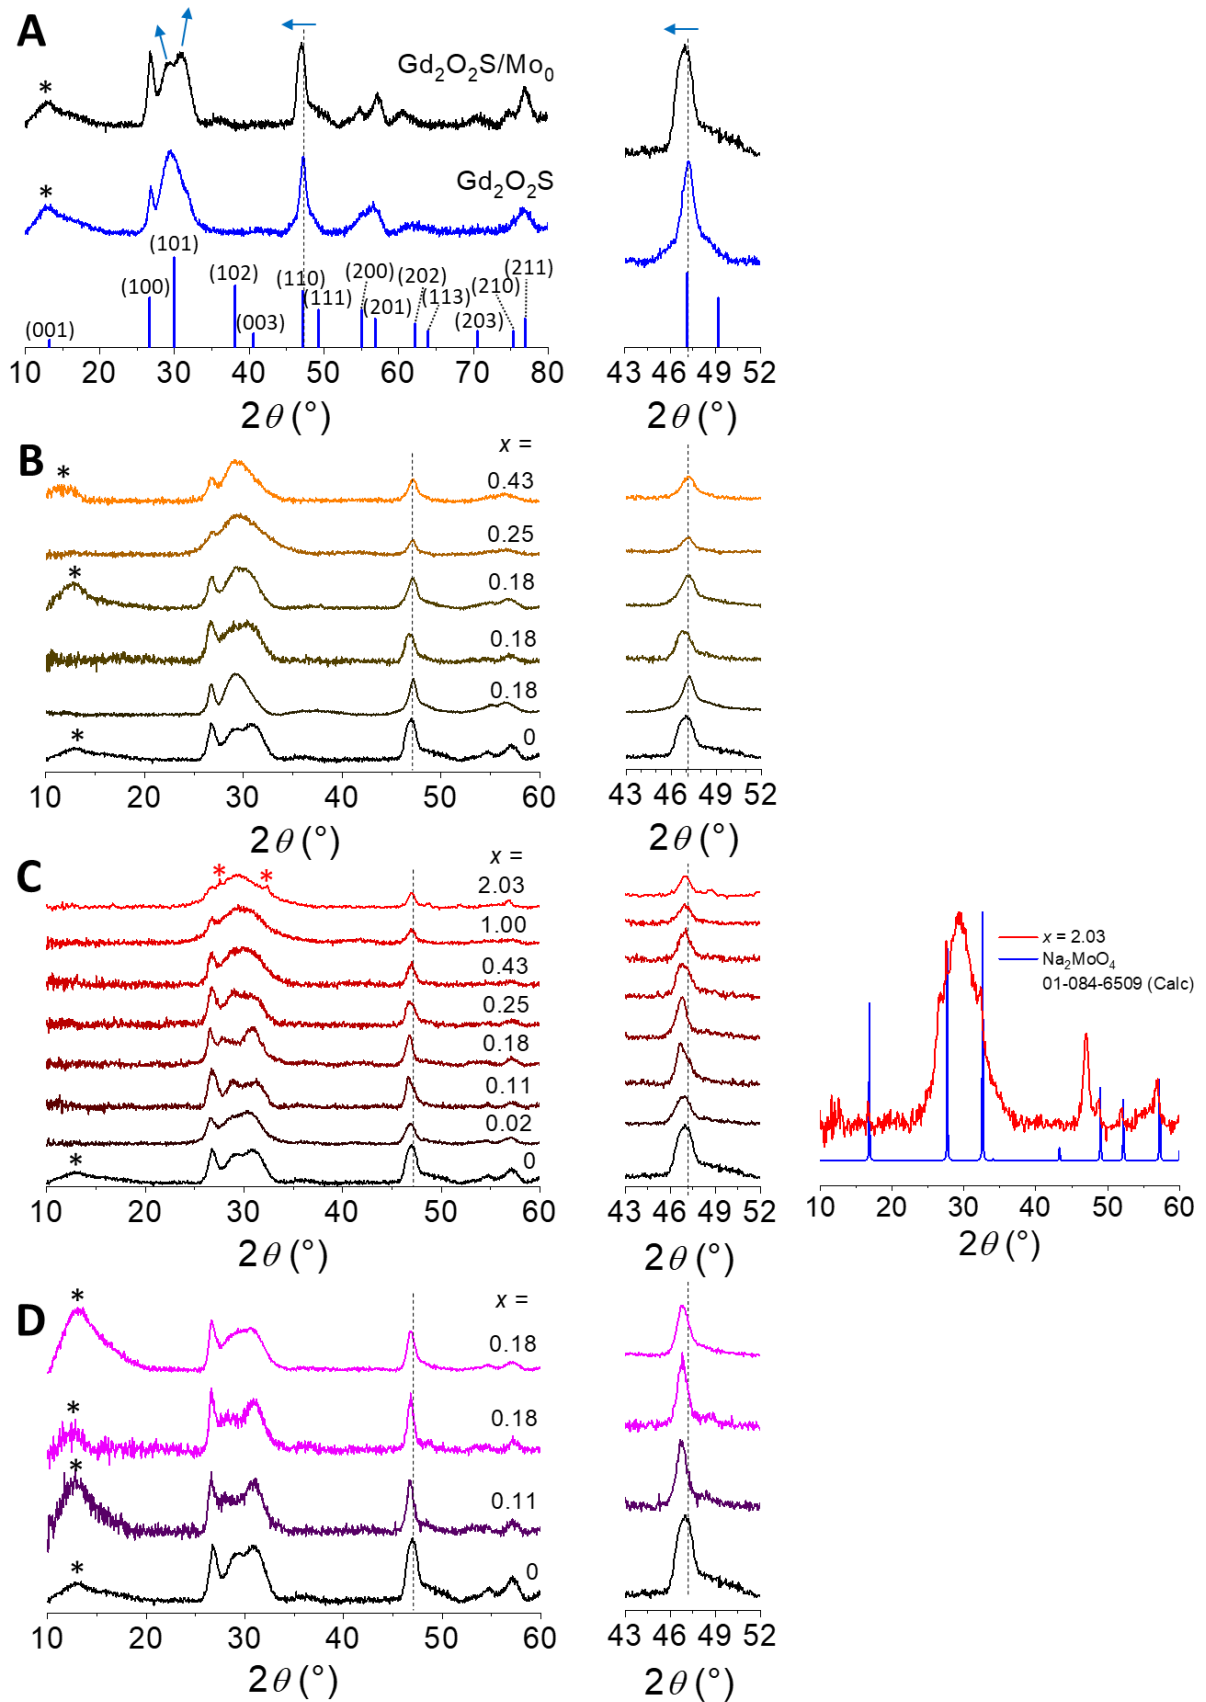 A
*
Gd₂O₂S/Mo₀
*
Gd₂O₂S
(001)
(100)
(101)
(102)
(003)
(110)
(111)
(200)
(201)
(202)
(113)
(203)
(210)
(211)
10 20 30 40 50 60 70 80
2θ (°)
43 46 49 52
2θ (°)
B
x =
*
0.43
0.25
*
0.18
0.18
0.18
*
0
10 20 30 40 50 60
2θ (°)
43 46 49 52
2θ (°)
C
x =
* *
2.03
1.00
0.43
0.25
0.18
0.11
0.02
*
0
10 20 30 40 50 60
2θ (°)
43 46 49 52
2θ (°)
x = 2.03
Na₂MoO₄
01-084-6509 (Calc)
10 20 30 40 50 60
2θ (°)
D
x =
*
0.18
*
0.18
*
0.11
*
0
10 20 30 40 50 60
2θ (°)
43 46 49 52
2θ (°)